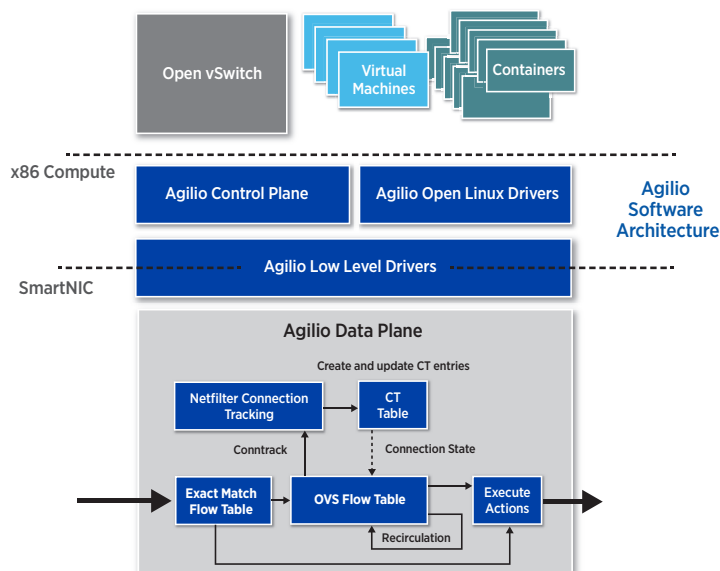 Open vSwitch
Virtual
Machines
Containers
x86 Compute
Agilio Control Plane
Agilio Open Linux Drivers
Agilio
Software
Architecture
Agilio Low Level Drivers
SmartNIC
Agilio Data Plane
Create and update CT entries
Netfilter Connection
Tracking
CT
Table
Conntrack
Connection State
Exact Match
Flow Table
OVS Flow Table
Execute
Actions
Recirculation